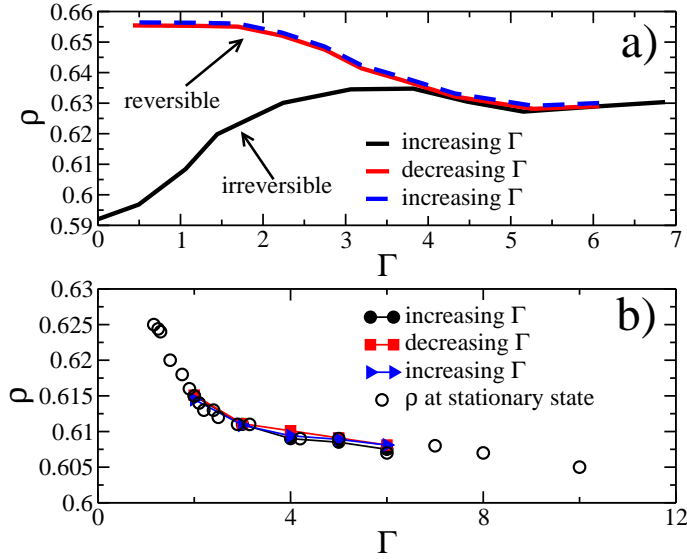 0.66
0.65
0.64
0.63
0.62
0.61
0.6
0.59
ρ
a)
reversible
irreversible
increasing Γ
decreasing Γ
increasing Γ
0 1 2 3 4 5 6 7
Γ
0.63
0.625
0.62
0.615
0.61
0.605
0.6
ρ
b)
increasing Γ
decreasing Γ
increasing Γ
ρ at stationary state
0 4 8 12
Γ